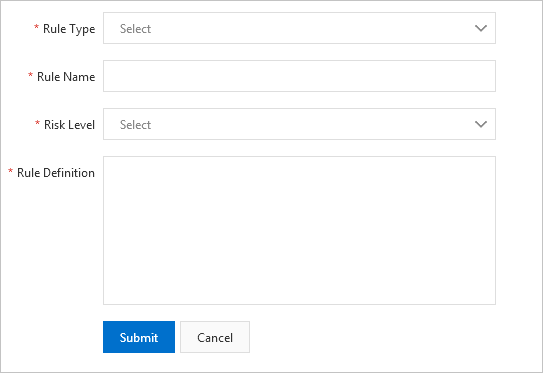 * Rule Type Select
* Rule Name
* Risk Level Select
* Rule Definition
Submit Cancel